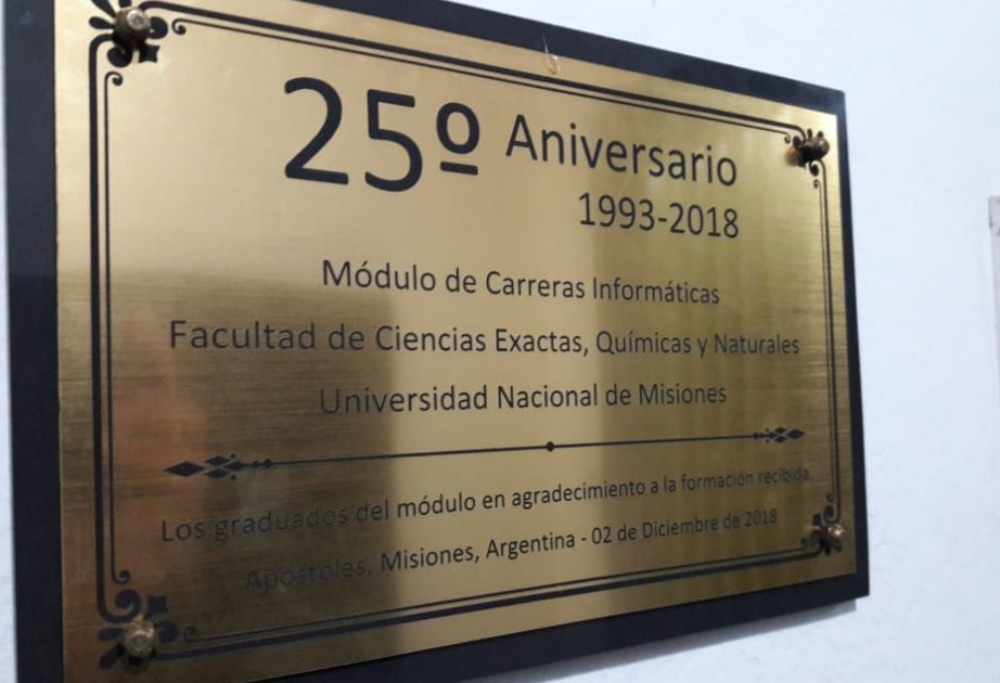 25º Aniversario
1993-2018
Módulo de Carreras Informáticas
Facultad de Ciencias Exactas, Químicas y Naturales
Universidad Nacional de Misiones
Los graduados del módulo en agradecimiento a la formación recibida
Apostoles, Misiones, Argentina - 02 de Diciembre de 2018